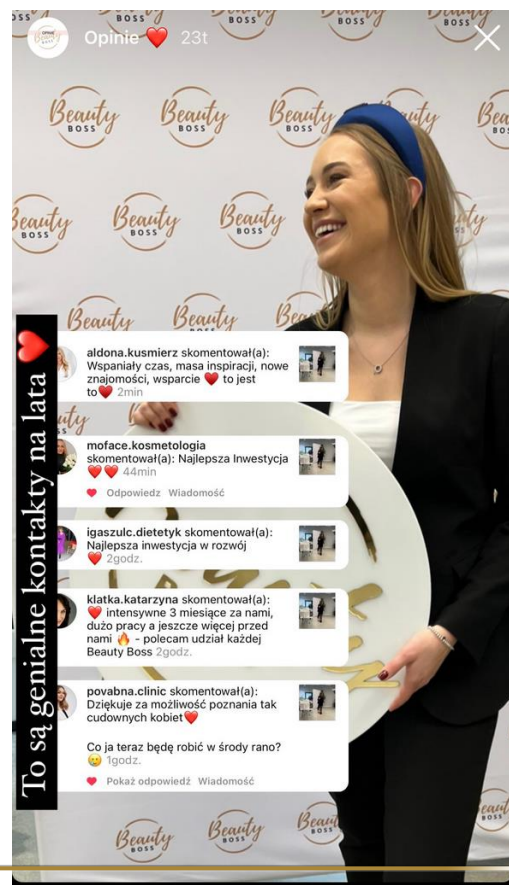 Opinie ❤️ 23t
Beauty
BOSS
To są genialne kontakty na lata ❤️
aldona.kusmierz skomentował(a):
Wspaniały czas, masa inspiracji, nowe
znajomości, wsparcie ❤️ to jest
to❤️ 2min
moface.kosmetologia
skomentował(a): Najlepsza Inwestycja
❤️❤️ 44min
Odpowiedz Wiadomość
igaszulc.dietetyk skomentował(a):
Najlepsza inwestycja w rozwój
❤️ 2godz.
klatka.katarzyna skomentował(a):
❤️ intensywne 3 miesiące za nami,
dużo pracy a jeszcze więcej przed
nami 🔥 - polecam udział każdej
Beauty Boss 2godz.
povabna.clinic skomentował(a):
Dziękuje za możliwość poznania tak
cudownych kobiet❤️
Co ja teraz będę robić w środy rano?
🥲 1godz.
Pokaż odpowiedź Wiadomość